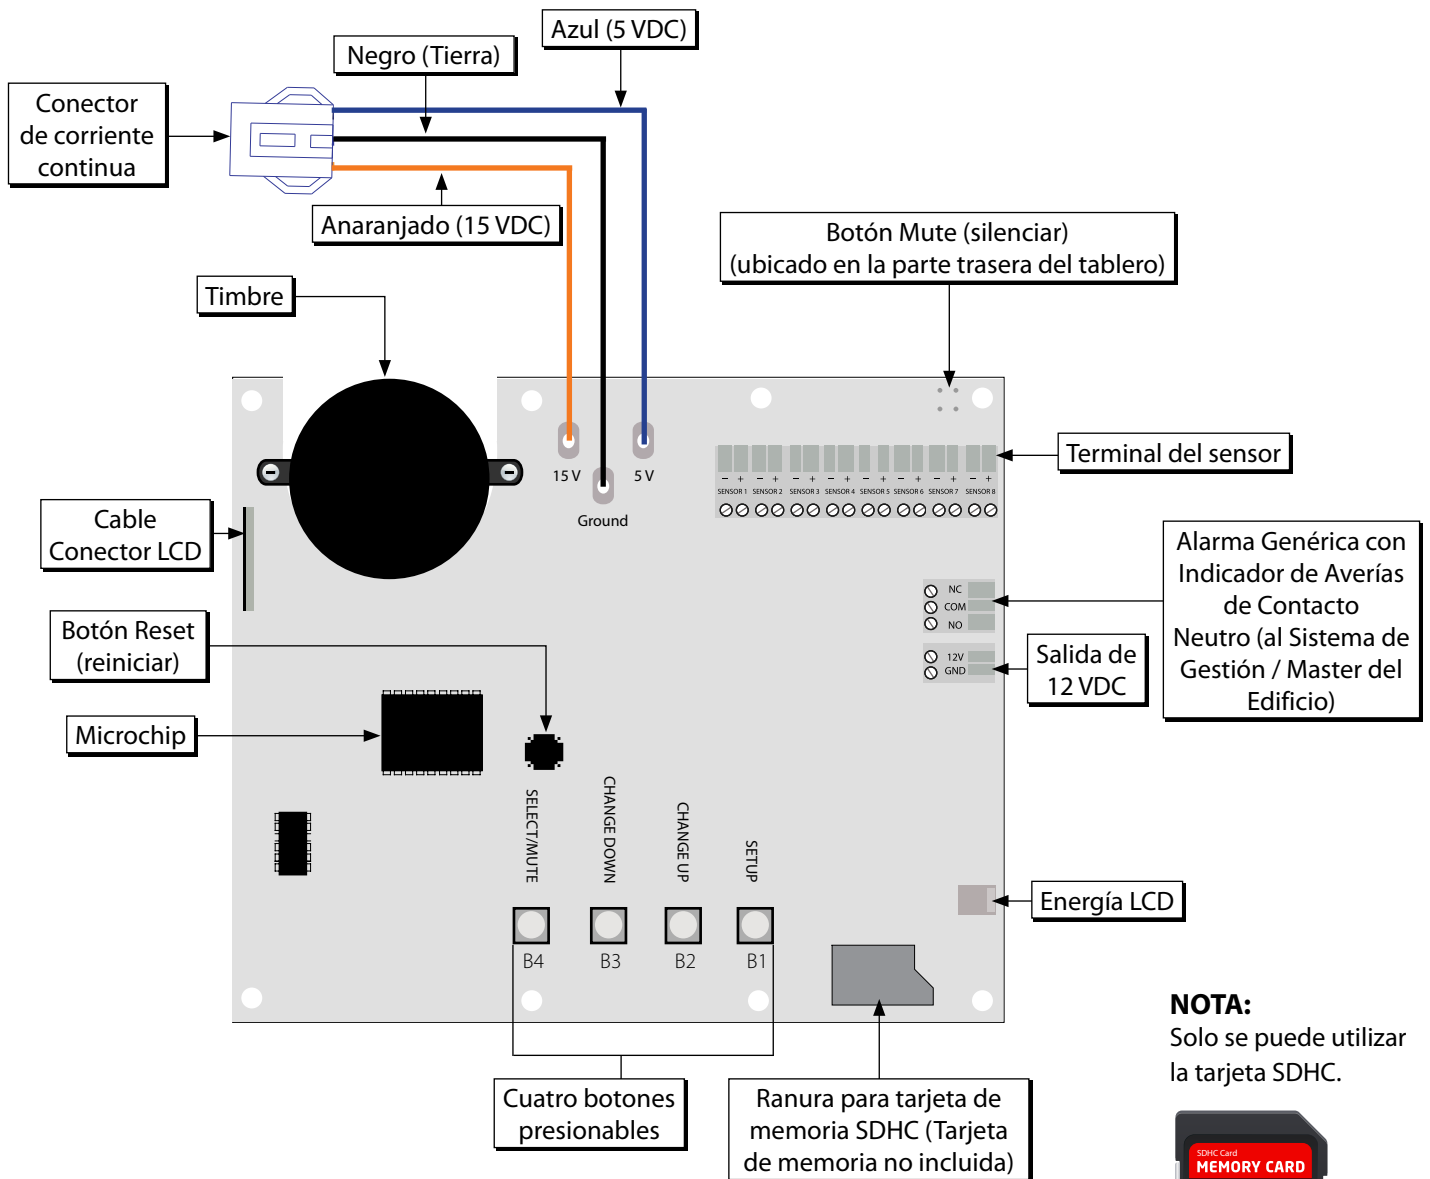 Azul (5 VDC)
Negro (Tierra)
Conector
de corriente
continua
Anaranjado (15 VDC)
Botón Mute (silenciar)
(ubicado en la parte trasera del tablero)
Timbre
Terminal del sensor
15 V
5 V
Ground
− + − + − + − + − + − + − + − +
SENSOR 1 SENSOR 2 SENSOR 3 SENSOR 4 SENSOR 5 SENSOR 6 SENSOR 7 SENSOR 8
Cable
Conector LCD
Alarma Genérica con
Indicador de Averías
de Contacto
Neutro (al Sistema de
Gestión / Master del
Edificio)
NC
COM
NO
12V
GND
Salida de
12 VDC
Botón Reset
(reiniciar)
Microchip
SELECT/MUTE
CHANGE DOWN
CHANGE UP
SETUP
Energía LCD
B4
B3
B2
B1
Cuatro botones
presionables
Ranura para tarjeta de
memoria SDHC (Tarjeta
de memoria no incluida)
NOTA:
Solo se puede utilizar
la tarjeta SDHC.
SDHC Card
MEMORY CARD